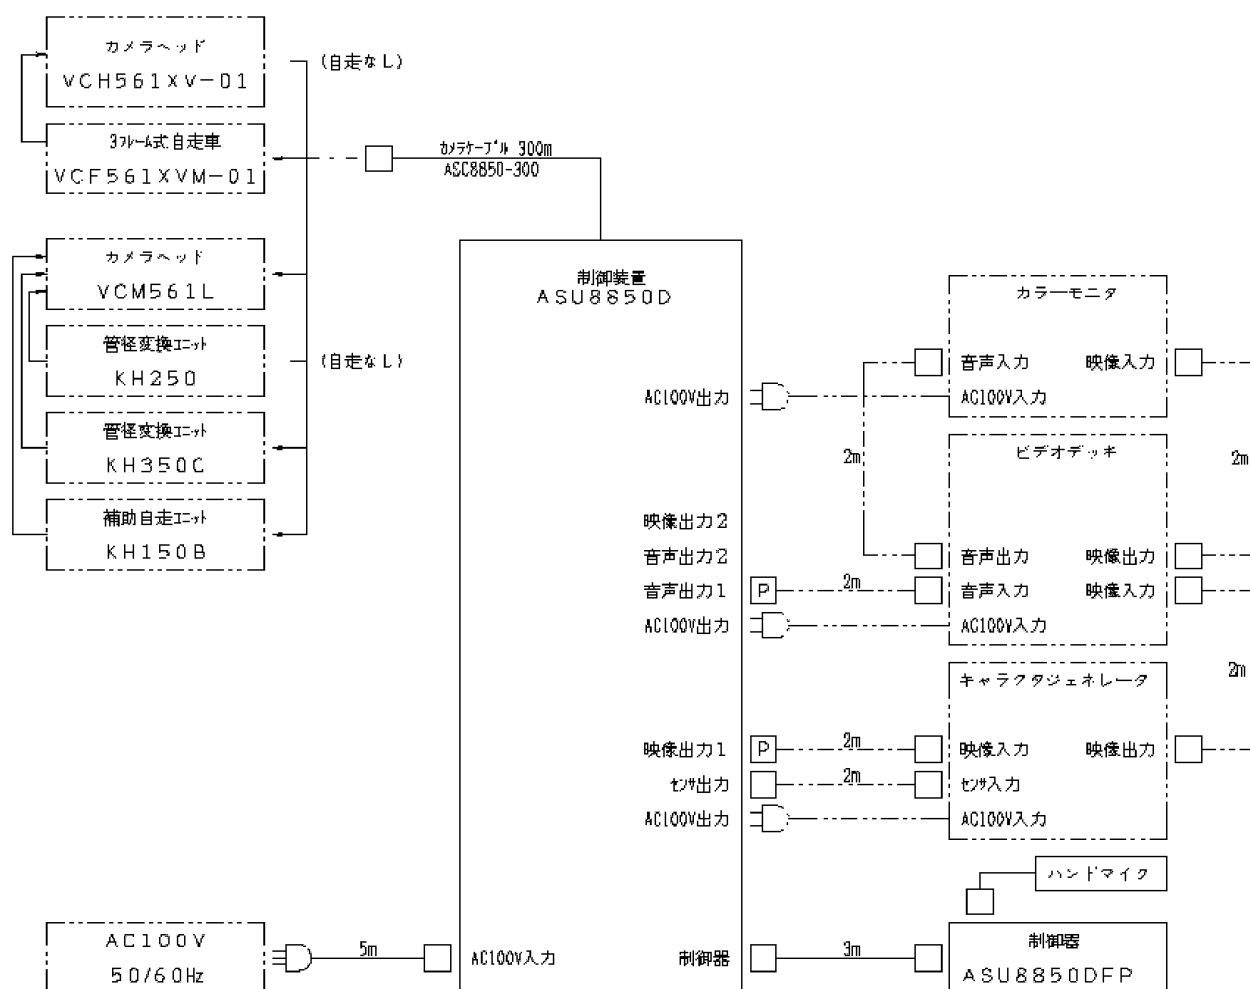 カメラヘッド
VCH561XV-01
(自走なし)
3フレーム式自走車
VCF561XVM-01
カメラケーブル 300m
ASC8850-300
カメラヘッド
VCM561L
管径変換ユニット
KH250
(自走なし)
管径変換ユニット
KH350C
補助自走ユニット
KH150B
制御装置
ASU8850D
AC100V出力
映像出力2
音声出力2
音声出力1
P
2m
AC100V出力
映像出力1
P
2m
センサ出力
2m
AC100V出力
カラーモニタ
音声入力
映像入力
AC100V入力
2m
2m
ビデオデッキ
音声出力
映像出力
音声入力
映像入力
AC100V入力
2m
キャラクタジェネレータ
映像入力
映像出力
センサ入力
AC100V入力
ハンドマイク
AC100V
50/60Hz
5m
AC100V入力
制御器
3m
制御器
ASU8850DFP